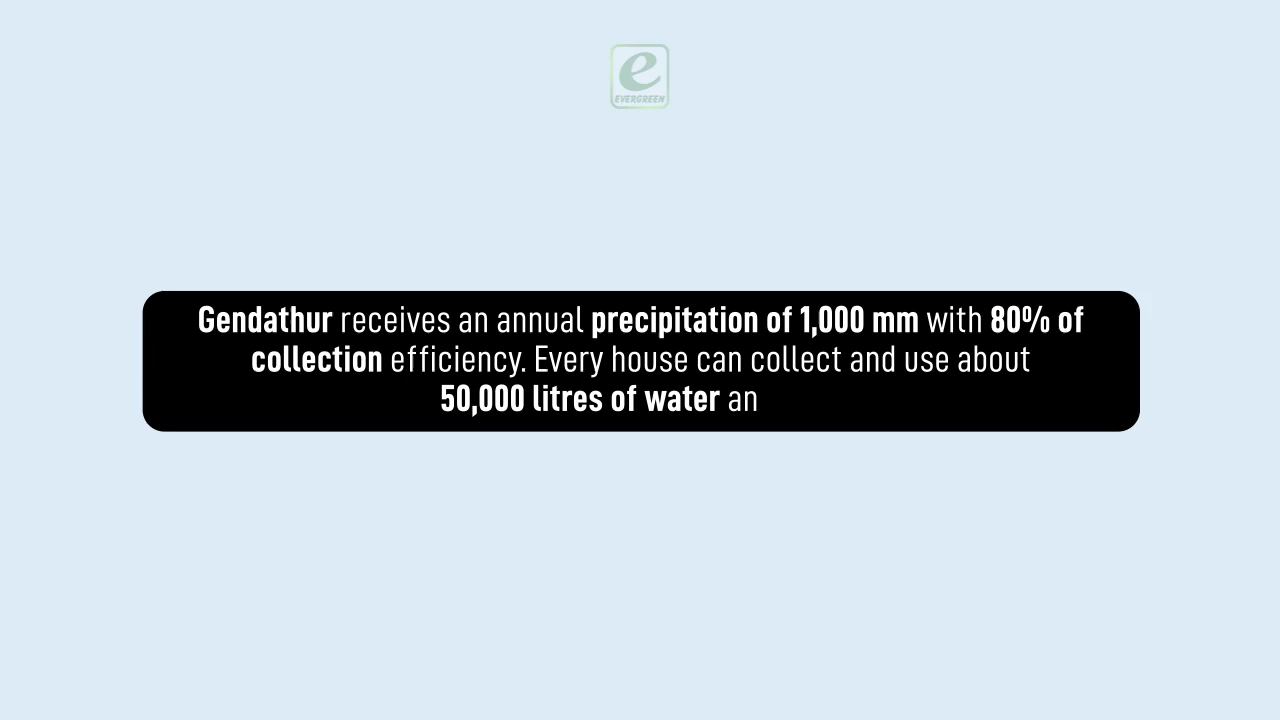 e
EVERGREEN
Gendathur receives an annual precipitation of 1,000 mm with 80% of
collection efficiency. Every house can collect and use about
50,000 litres of water an